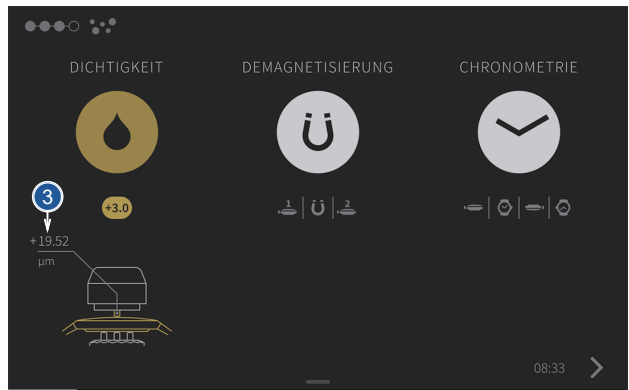 DICHTIGKEIT
DEMAGNETISIERUNG
CHRONOMETRIE
3
+3.0
1
2
+19.52
µm
08:33